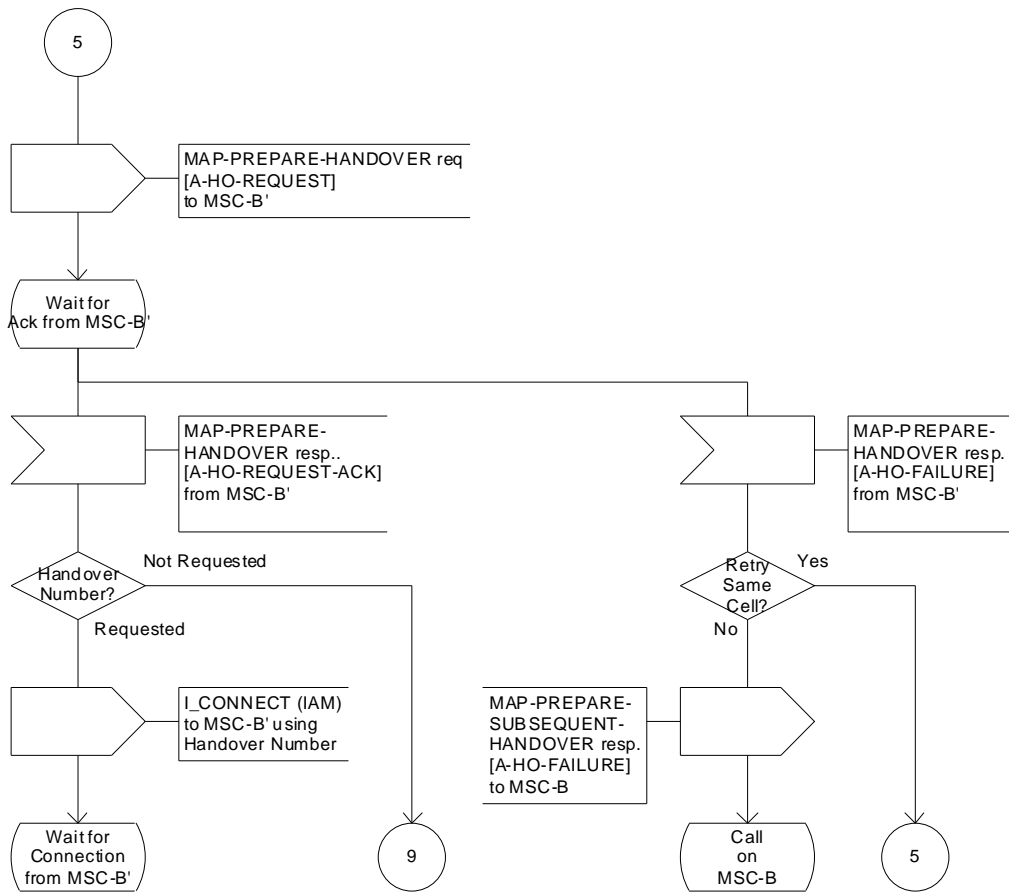 5
MAP-PREPARE-HANDOVER req
[A-HO-REQUEST]
to MSC-B'
Wait for
Ack from MSC-B'
MAP-PREPARE-
HANDOVER resp..
[A-HO-REQUEST-ACK]
from MSC-B'
MAP-PREPARE-
HANDOVER resp.
[A-HO-FAILURE]
from MSC-B'
Handover
Number?
Not Requested
Requested
Retry
Same
Cell?
Yes
No
I_CONNECT (IAM)
to MSC-B' using
Handover Number
MAP-PREPARE-
SUBSEQUENT-
HANDOVER resp.
[A-HO-FAILURE]
to MSC-B
Wait for
Connection
from MSC-B'
9
Call
on
MSC-B
5